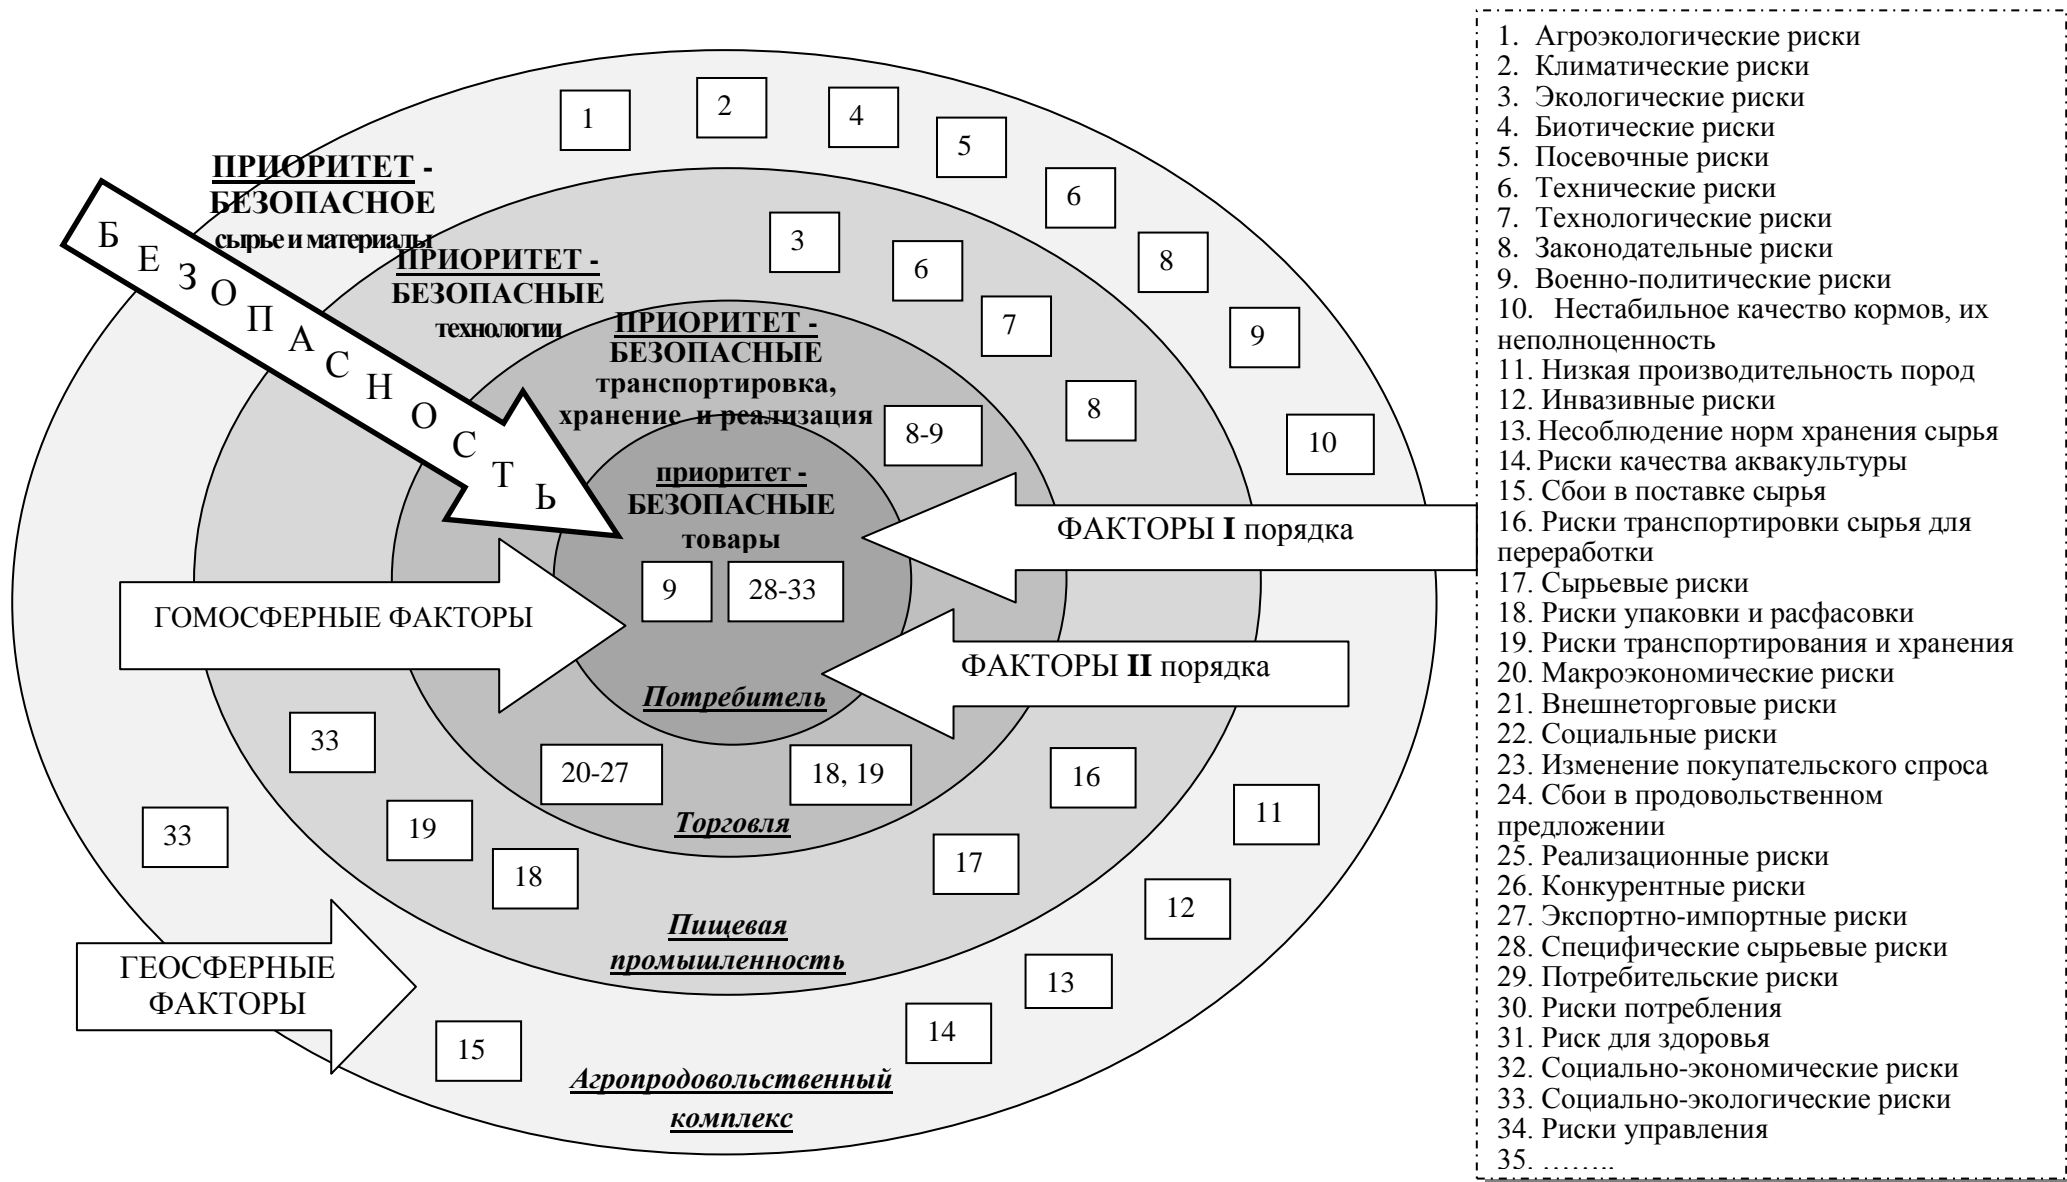 1
2
4
5
6
8
9
10
11
12
13
14
15
33
ПРИОРИТЕТ -
БЕЗОПАСНОЕ
сырье и материалы
БЕЗОПАСНОСТЬ
ПРИОРИТЕТ -
БЕЗОПАСНЫЕ
технологии
3
6
7
8
16
17
18
19
33
ПРИОРИТЕТ -
БЕЗОПАСНЫЕ
транспортировка,
хранение и реализация
8-9
приоритет -
БЕЗОПАСНЫЕ
товары
9
28-33
ФАКТОРЫ I порядка
ФАКТОРЫ II порядка
ГОМОСФЕРНЫЕ ФАКТОРЫ
Потребитель
20-27
18, 19
Торговля
Пищевая
промышленность
ГЕОСФЕРНЫЕ
ФАКТОРЫ
Агропродовольственный
комплекс
1. Агроэкологические риски
2. Климатические риски
3. Экологические риски
4. Биотические риски
5. Посевочные риски
6. Технические риски
7. Технологические риски
8. Законодательные риски
9. Военно-политические риски
10. Нестабильное качество кормов, их
неполноценность
11. Низкая производительность пород
12. Инвазивные риски
13. Несоблюдение норм хранения сырья
14. Риски качества аквакультуры
15. Сбои в поставке сырья
16. Риски транспортировки сырья для
переработки
17. Сырьевые риски
18. Риски упаковки и расфасовки
19. Риски транспортирования и хранения
20. Макроэкономические риски
21. Внешнеторговые риски
22. Социальные риски
23. Изменение покупательского спроса
24. Сбои в продовольственном
предложении
25. Реализационные риски
26. Конкурентные риски
27. Экспортно-импортные риски
28. Специфические сырьевые риски
29. Потребительские риски
30. Риски потребления
31. Риск для здоровья
32. Социально-экономические риски
33. Социально-экологические риски
34. Риски управления
35. ……..